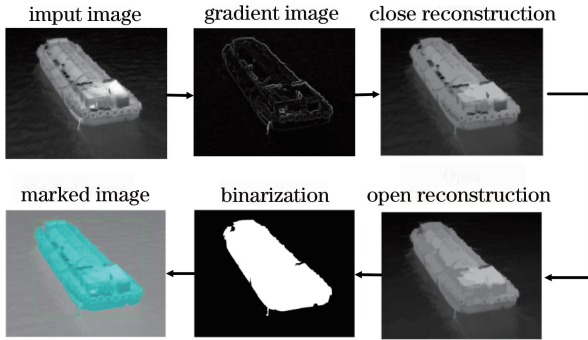 imput image
gradient image
close reconstruction
marked image
binarization
open reconstruction